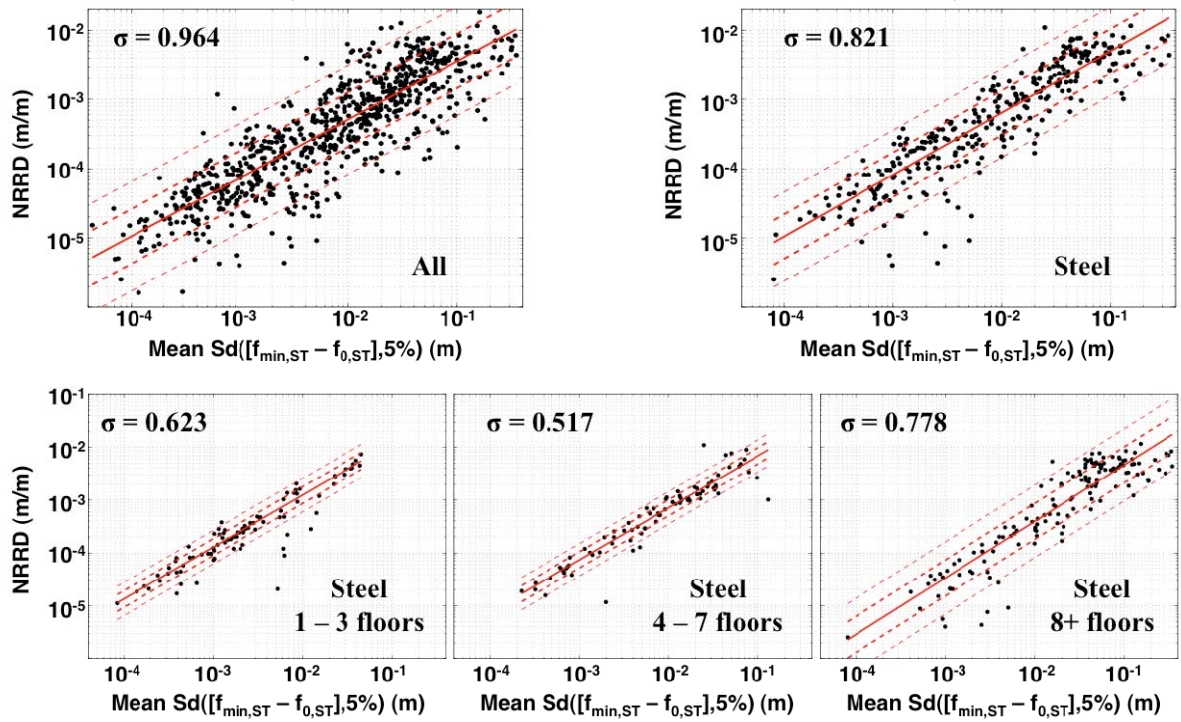 σ = 0.964
10⁻²
10⁻³
10⁻⁴
10⁻⁵
NRRD (m/m)
All
10⁻⁴ 10⁻³ 10⁻² 10⁻¹
Mean Sd([f_min,ST – f_0,ST],5%) (m)
σ = 0.821
10⁻²
10⁻³
10⁻⁴
10⁻⁵
NRRD (m/m)
Steel
10⁻⁴ 10⁻³ 10⁻² 10⁻¹
Mean Sd([f_min,ST – f_0,ST],5%) (m)
10⁻¹
10⁻²
10⁻³
10⁻⁴
10⁻⁵
NRRD (m/m)
σ = 0.623
Steel
1 – 3 floors
10⁻⁴ 10⁻³ 10⁻² 10⁻¹
Mean Sd([f_min,ST – f_0,ST],5%) (m)
σ = 0.517
Steel
4 – 7 floors
10⁻⁴ 10⁻³ 10⁻² 10⁻¹
Mean Sd([f_min,ST – f_0,ST],5%) (m)
σ = 0.778
Steel
8+ floors
10⁻⁴ 10⁻³ 10⁻² 10⁻¹
Mean Sd([f_min,ST – f_0,ST],5%) (m)